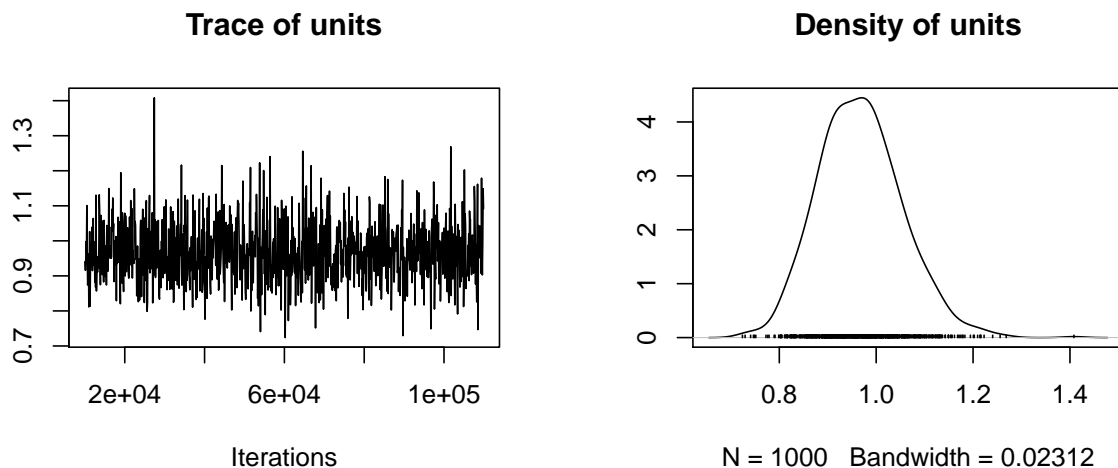 Trace of units
1.3
1.1
0.9
0.7
2e+04
6e+04
1e+05
Iterations
Density of units
4
3
2
1
0
0.8
1.0
1.2
1.4
N = 1000   Bandwidth = 0.02312